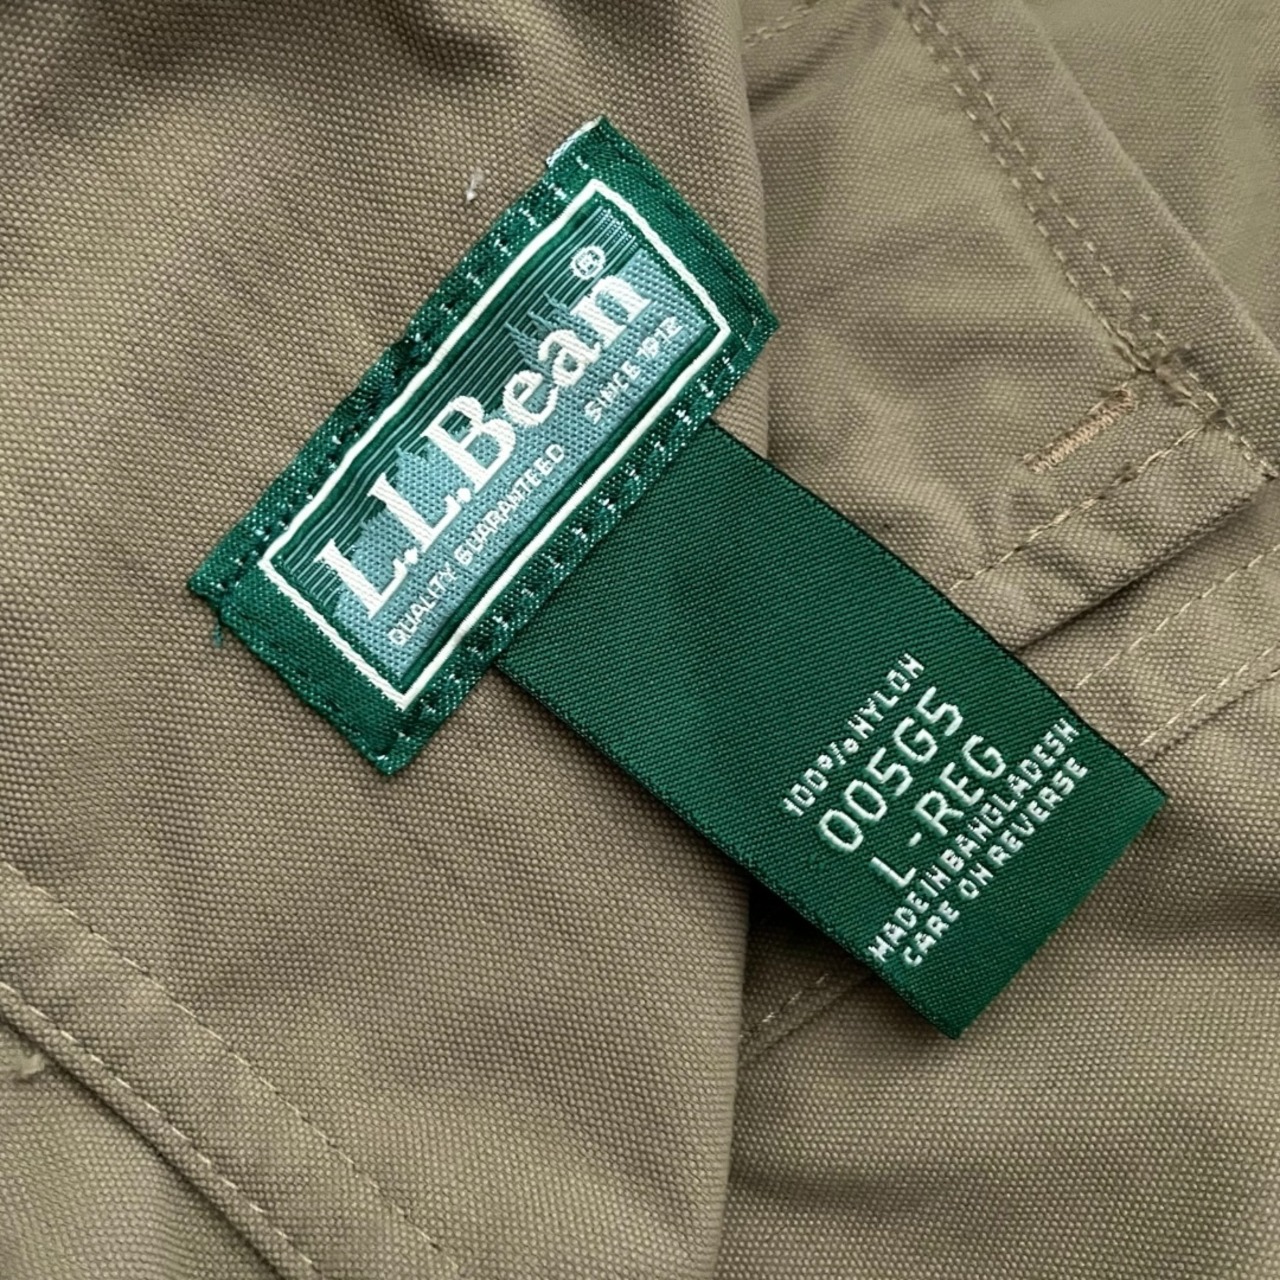 L.L.Bean®
QUALITY GUARANTEED SINCE 1912
100% NYLON
005G5
L-REG
MADE IN BANGLADESH
CARE ON REVERSE